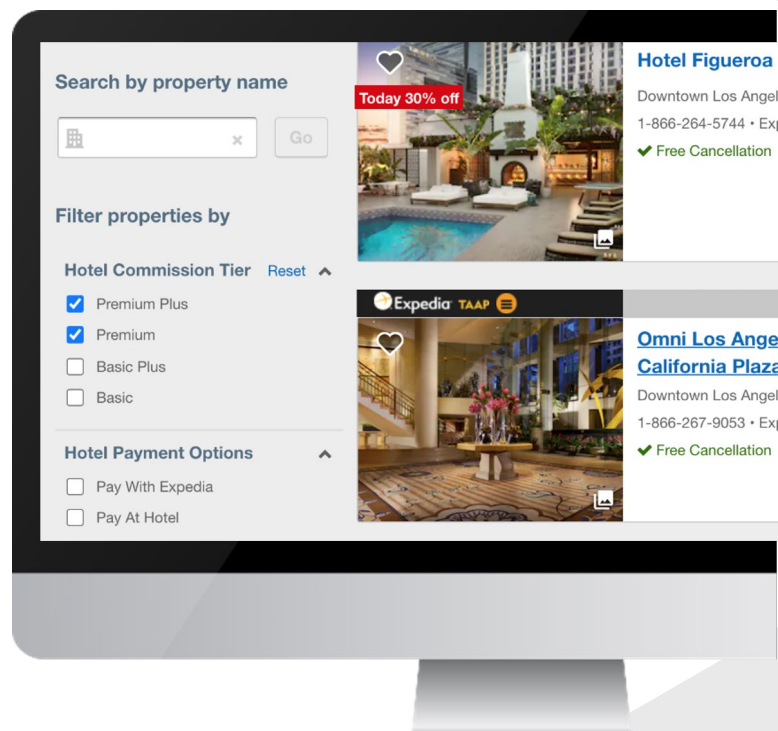 Search by property name
Go
Filter properties by
Hotel Commission Tier Reset
Premium Plus
Premium
Basic Plus
Basic
Hotel Payment Options
Pay With Expedia
Pay At Hotel
Today 30% off
Hotel Figueroa
Downtown Los Angel
1-866-264-5744 • Exp
Free Cancellation
Expedia TAAP
Omni Los Ange
California Plaza
Downtown Los Angel
1-866-267-9053 • Exp
Free Cancellation